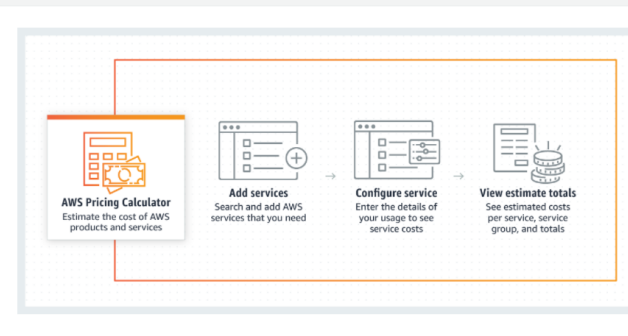 AWS Pricing Calculator
Estimate the cost of AWS
products and services
Add services
Search and add AWS
services that you need
Configure service
Enter the details of
your usage to see
service costs
View estimate totals
See estimated costs
per service, service
group, and totals